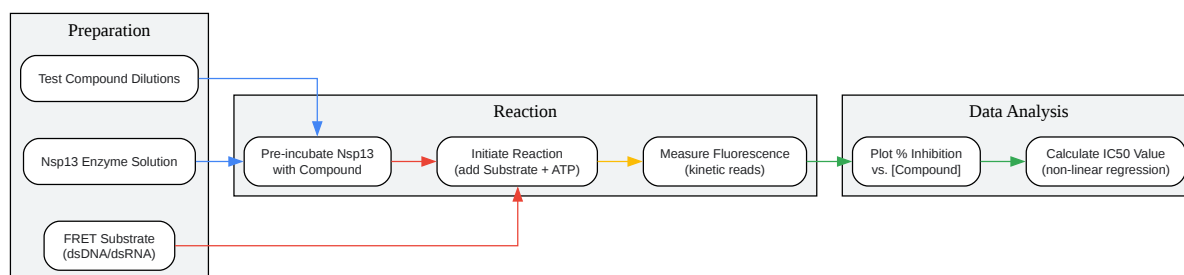 Preparation
Test Compound Dilutions
Nsp13 Enzyme Solution
FRET Substrate
(dsDNA/dsRNA)
Reaction
Pre-incubate Nsp13
with Compound
Initiate Reaction
(add Substrate + ATP)
Measure Fluorescence
(kinetic reads)
Data Analysis
Plot % Inhibition
vs. [Compound]
Calculate IC50 Value
(non-linear regression)